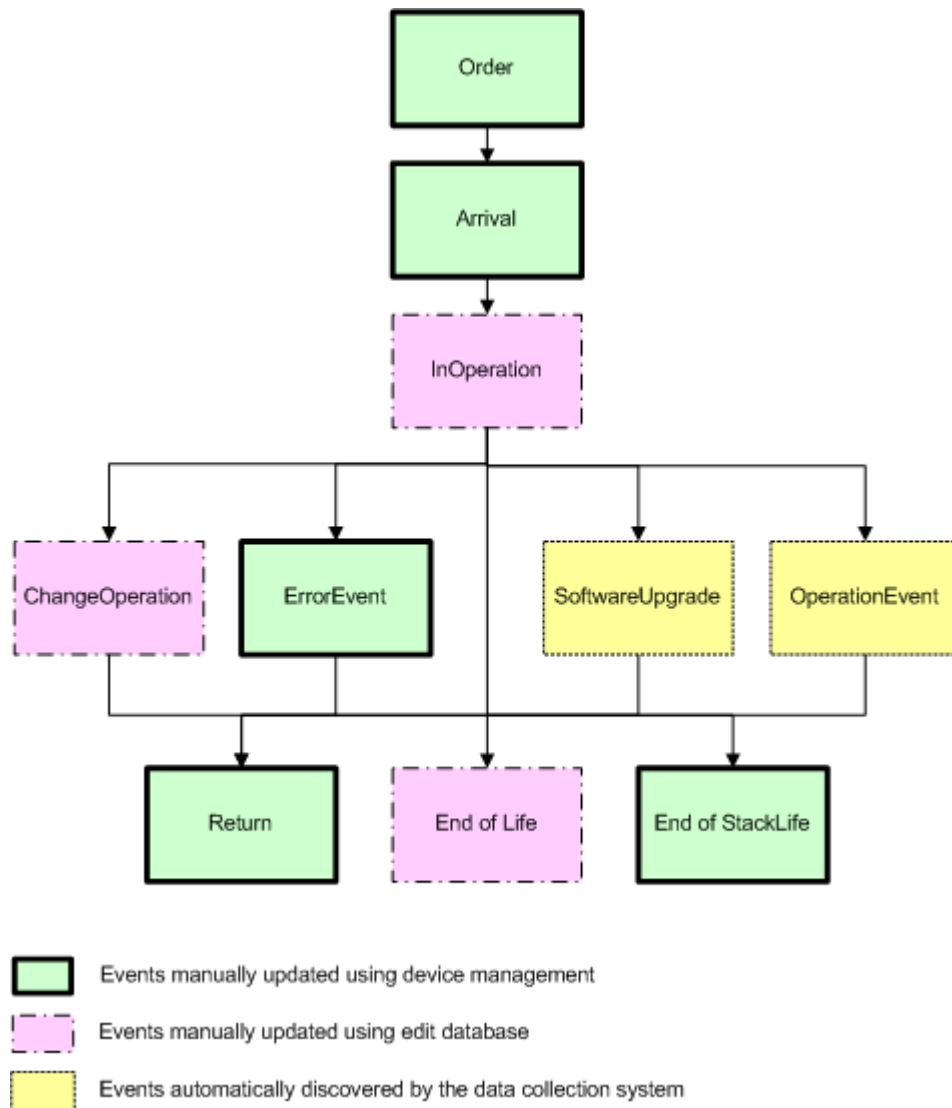 Order
Arrival
InOperation
ChangeOperation
ErrorEvent
SoftwareUpgrade
OperationEvent
Return
End of Life
End of StackLife
Events manually updated using device management
Events manually updated using edit database
Events automatically discovered by the data collection system